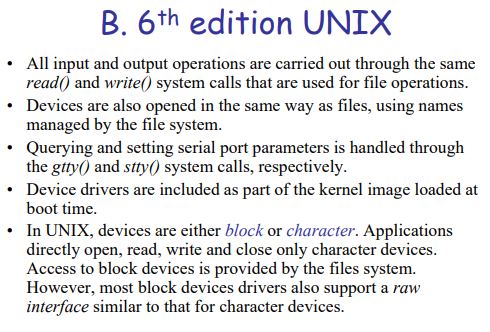 B. 6th edition UNIX
• All input and output operations are carried out through the same
read() and write() system calls that are used for file operations.
• Devices are also opened in the same way as files, using names
managed by the file system.
• Querying and setting serial port parameters is handled through
the gtty() and stty() system calls, respectively.
• Device drivers are included as part of the kernel image loaded at
boot time.
• In UNIX, devices are either block or character. Applications
directly open, read, write and close only character devices.
Access to block devices is provided by the files system.
However, most block devices drivers also support a raw
interface similar to that for character devices.